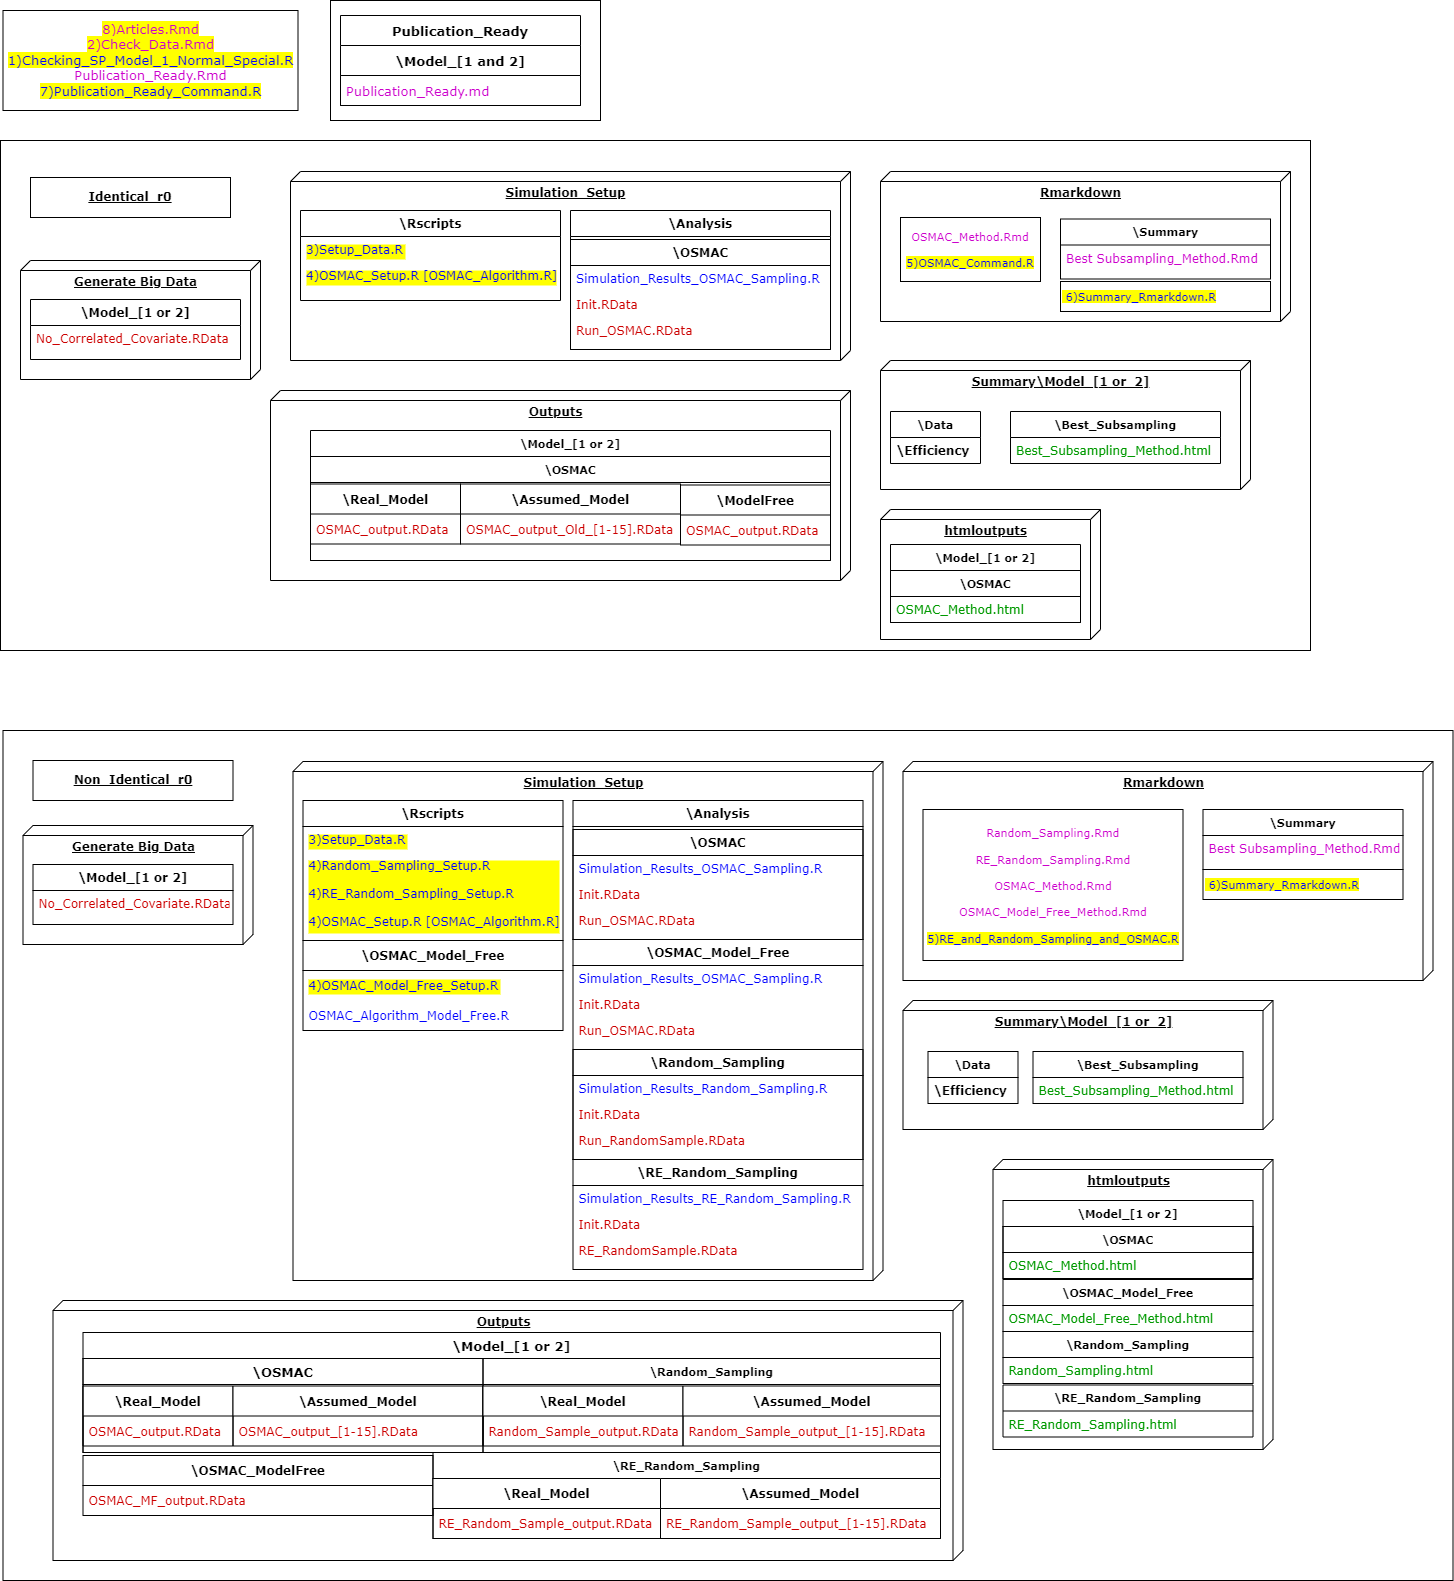 8)Articles.Rmd
2)Check_Data.Rmd
1)Checking_SP_Model_1_Normal_Special.R
Publication_Ready.Rmd
7)Publication_Ready_Command.R
Publication_Ready
\Model_[1 and 2]
Publication_Ready.md
Identical_r0
Generate Big Data
\Model_[1 or 2]
No_Correlated_Covariate.RData
Simulation_Setup
\Rscripts
3)Setup_Data.R
4)OSMAC_Setup.R [OSMAC_Algorithm.R]
\Analysis
\OSMAC
Simulation_Results_OSMAC_Sampling.R
Init.RData
Run_OSMAC.RData
Rmarkdown
OSMAC_Method.Rmd
5)OSMAC_Command.R
\Summary
Best Subsampling_Method.Rmd
6)Summary_Rmarkdown.R
Outputs
\Model_[1 or 2]
\OSMAC
\Real_Model
OSMAC_output.RData
\Assumed_Model
OSMAC_output_Old_[1-15].RData
\ModelFree
OSMAC_output.RData
Summary\Model_[1 or 2]
\Data
\Efficiency
\Best_Subsampling
Best_Subsampling_Method.html
htmloutputs
\Model_[1 or 2]
\OSMAC
OSMAC_Method.html
Non_Identical_r0
Generate Big Data
\Model_[1 or 2]
No_Correlated_Covariate.RData
Simulation_Setup
\Rscripts
3)Setup_Data.R
4)Random_Sampling_Setup.R
4)RE_Random_Sampling_Setup.R
4)OSMAC_Setup.R [OSMAC_Algorithm.R]
\OSMAC_Model_Free
4)OSMAC_Model_Free_Setup.R
OSMAC_Algorithm_Model_Free.R
\Analysis
\OSMAC
Simulation_Results_OSMAC_Sampling.R
Init.RData
Run_OSMAC.RData
\OSMAC_Model_Free
Simulation_Results_OSMAC_Sampling.R
Init.RData
Run_OSMAC.RData
\Random_Sampling
Simulation_Results_Random_Sampling.R
Init.RData
Run_RandomSample.RData
\RE_Random_Sampling
Simulation_Results_RE_Random_Sampling.R
Init.RData
RE_RandomSample.RData
Rmarkdown
Random_Sampling.Rmd
RE_Random_Sampling.Rmd
OSMAC_Method.Rmd
OSMAC_Model_Free_Method.Rmd
5)RE_and_Random_Sampling_and_OSMAC.R
\Summary
Best Subsampling_Method.Rmd
6)Summary_Rmarkdown.R
Summary\Model_[1 or 2]
\Data
\Efficiency
\Best_Subsampling
Best_Subsampling_Method.html
htmloutputs
\Model_[1 or 2]
\OSMAC
OSMAC_Method.html
\OSMAC_Model_Free
OSMAC_Model_Free_Method.html
\Random_Sampling
Random_Sampling.html
\RE_Random_Sampling
RE_Random_Sampling.html
Outputs
\Model_[1 or 2]
\OSMAC
\Real_Model
OSMAC_output.RData
\Assumed_Model
OSMAC_output_[1-15].RData
\Random_Sampling
\Real_Model
Random_Sample_output.RData
\Assumed_Model
Random_Sample_output_[1-15].RData
\OSMAC_ModelFree
OSMAC_MF_output.RData
\RE_Random_Sampling
\Real_Model
RE_Random_Sample_output.RData
\Assumed_Model
RE_Random_Sample_output_[1-15].RData